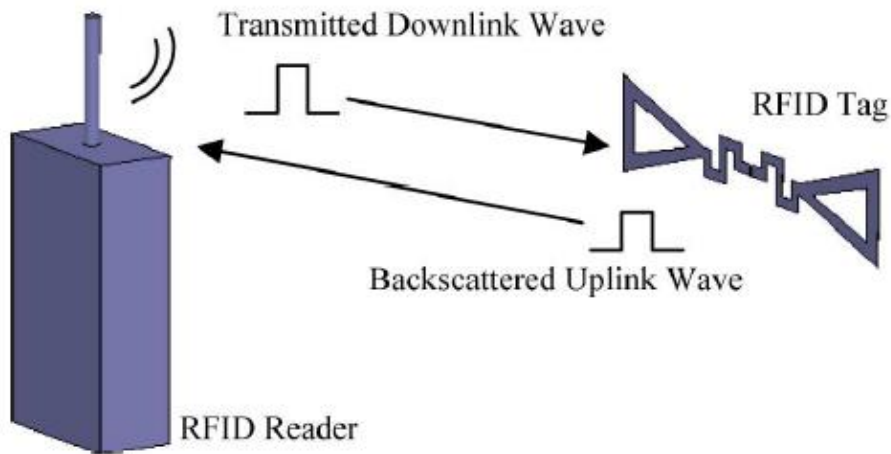 Transmitted Downlink Wave
RFID Tag
Backscattered Uplink Wave
RFID Reader